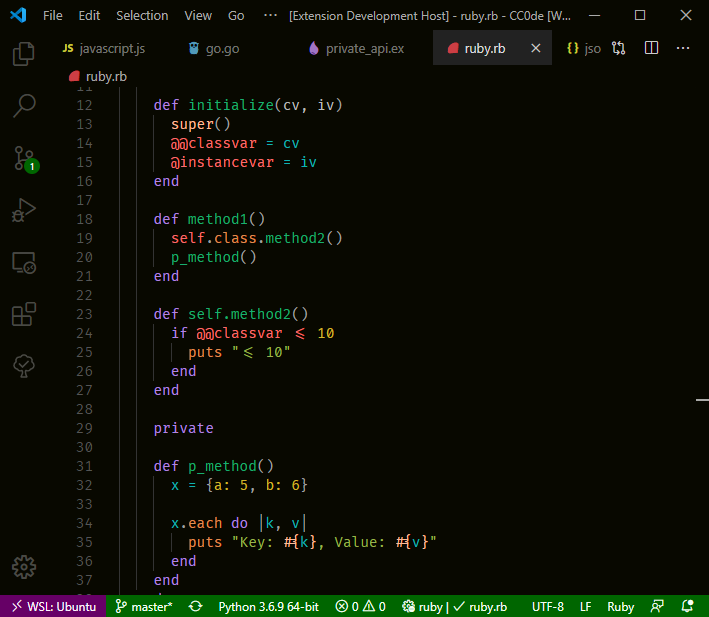 File Edit Selection View Go ··· [Extension Development Host] - ruby.rb - CC0de [W...
JS javascript.js go.go private_api.ex ruby.rb {} jso ···
ruby.rb
11
12 def initialize(cv, iv)
13 super()
14 @@classvar = cv
15 @instancevar = iv
16 end
17
18 def method1()
19 self.class.method2()
20 p_method()
21 end
22
23 def self.method2()
24 if @@classvar <= 10
25 puts "<= 10"
26 end
27 end
28
29 private
30
31 def p_method()
32 x = {a: 5, b: 6}
33
34 x.each do |k, v|
35 puts "Key: #{k}, Value: #{v}"
36 end
37 end
1
WSL: Ubuntu master* Python 3.6.9 64-bit 0 0 ruby | ruby.rb UTF-8 LF Ruby